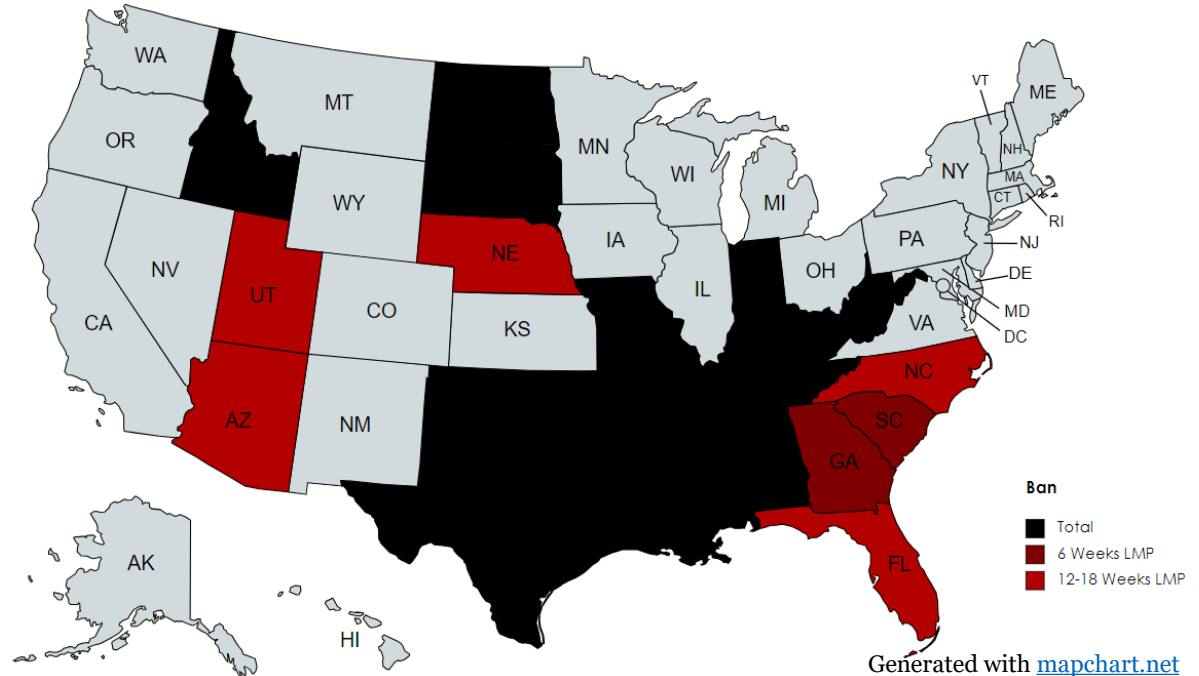 WA
MT
VT
ME
OR
MN
NH
NY
WI
MA
MI
WY
CT
RI
IA
PA
NJ
NE
OH
NV
DE
IL
UT
CO
MD
CA
VA
KS
DC
NC
AZ
NM
SC
GA
Ban
Total
6 Weeks LMP
AK
FL
12-18 Weeks LMP
HI
Generated with mapchart.net